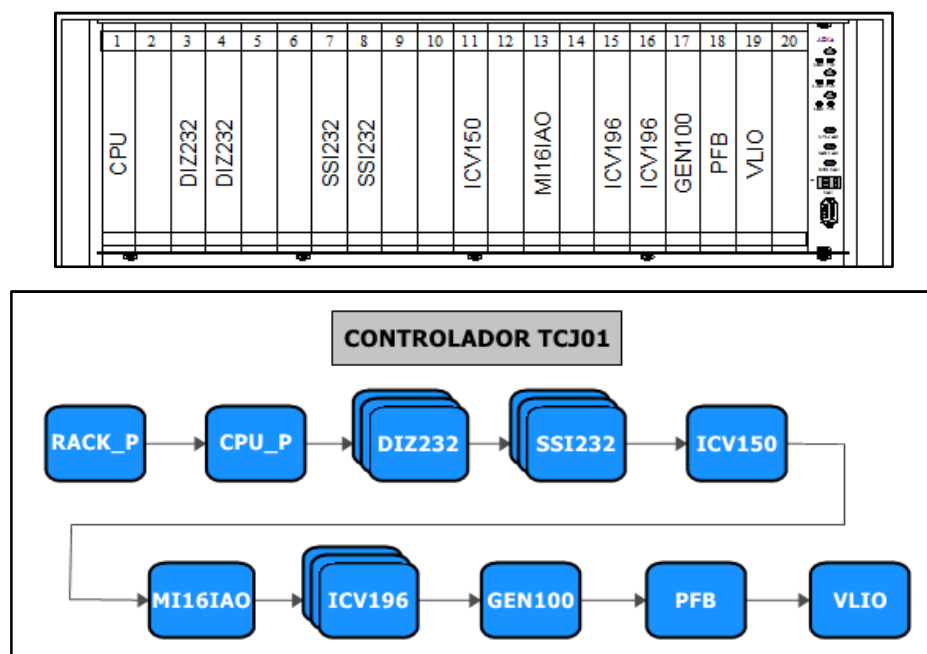 1 2 3 4 5 6 7 8 9 10 11 12 13 14 15 16 17 18 19 20
CPU DIZ232 DIZ232 SSI232 SSI232 ICV150 MI16IAO ICV196 ICV196 GEN100 PFB VLIO
CONTROLADOR TCJ01
RACK_P CPU_P DIZ232 SSI232 ICV150
MI16IAO ICV196 GEN100 PFB VLIO